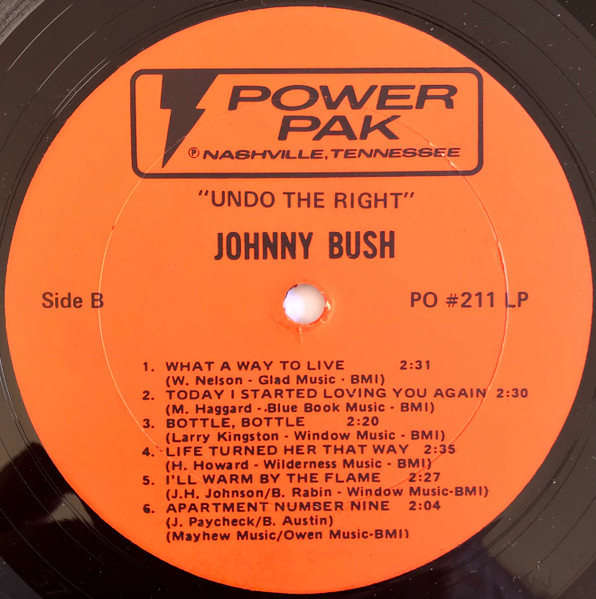 POWER
PAK
℗ NASHVILLE, TENNESSEE
"UNDO THE RIGHT"
JOHNNY BUSH
Side B PO #211 LP
1. WHAT A WAY TO LIVE 2:31
(W. Nelson - Glad Music - BMI)
2. TODAY I STARTED LOVING YOU AGAIN 2:30
(M. Haggard - Blue Book Music - BMI)
3. BOTTLE, BOTTLE 2:20
(Larry Kingston - Window Music - BMI)
4. LIFE TURNED HER THAT WAY 2:35
(H. Howard - Wilderness Music - BMI)
5. I'LL WARM BY THE FLAME 2:27
(J.H. Johnson/B. Rabin - Window Music-BMI)
6. APARTMENT NUMBER NINE 2:04
(J. Paycheck/B. Austin)
(Mayhew Music/Owen Music-BMI)